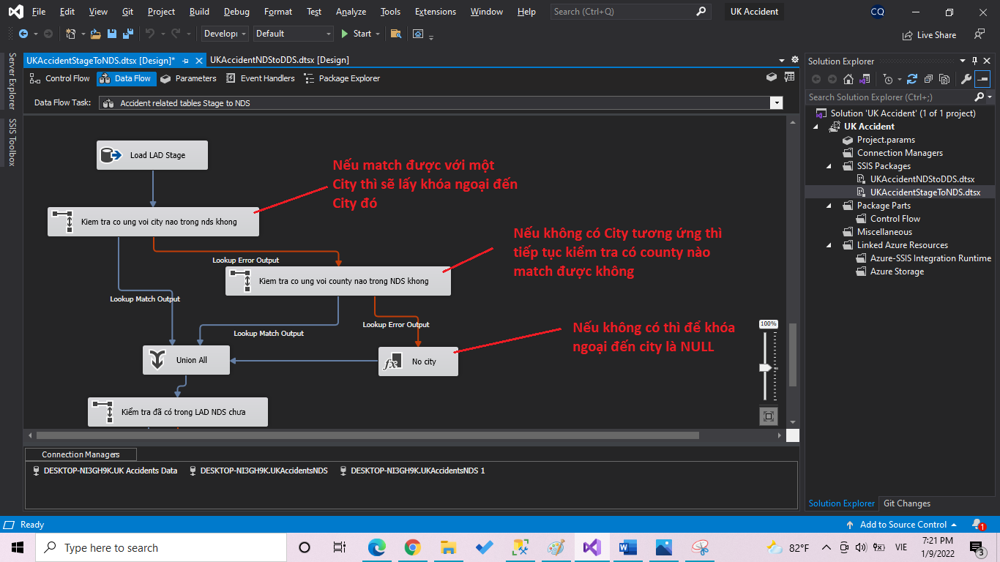 File Edit View Git Project Build Debug Format Test Analyze Tools Extensions Window Help Search (Ctrl+Q) UK Accident CQ
Develop Default Start Live Share
UKAccidentStageToNDS.dtsx [Design]* UKAccidentNDStoDDS.dtsx [Design]
Control Flow Data Flow Parameters Event Handlers Package Explorer
Data Flow Task: Accident related tables Stage to NDS
Server Explorer
SSIS Toolbox
Load LAD Stage
Nếu match được với một
City thì sẽ lấy khóa ngoại đến
City đó
Kiem tra co ung voi city nao trong nds khong
Nếu không có City tương ứng thì
tiếp tục kiểm tra có county nào
match được không
Lookup Error Output
Kiem tra co ung voi county nao trong NDS khong
Lookup Match Output
Lookup Error Output
Lookup Match Output
Nếu không có thì để khóa
ngoại đến city là NULL
100%
Union All
No city
Kiểm tra đã có trong LAD NDS chưa
Connection Managers
DESKTOP-NI3GH9K.UK Accidents Data DESKTOP-NI3GH9K.UKAccidentsNDS DESKTOP-NI3GH9K.UKAccidentsNDS 1
Solution Explorer
Search Solution Explorer (Ctrl+;)
Solution 'UK Accident' (1 of 1 project)
UK Accident
Project.params
Connection Managers
SSIS Packages
UKAccidentNDStoDDS.dtsx
UKAccidentStageToNDS.dtsx
Package Parts
Control Flow
Miscellaneous
Linked Azure Resources
Azure-SSIS Integration Runtime
Azure Storage
Solution Explorer Git Changes
Ready Add to Source Control 1
Type here to search 82°F VIE 7:21 PM
1/9/2022 3